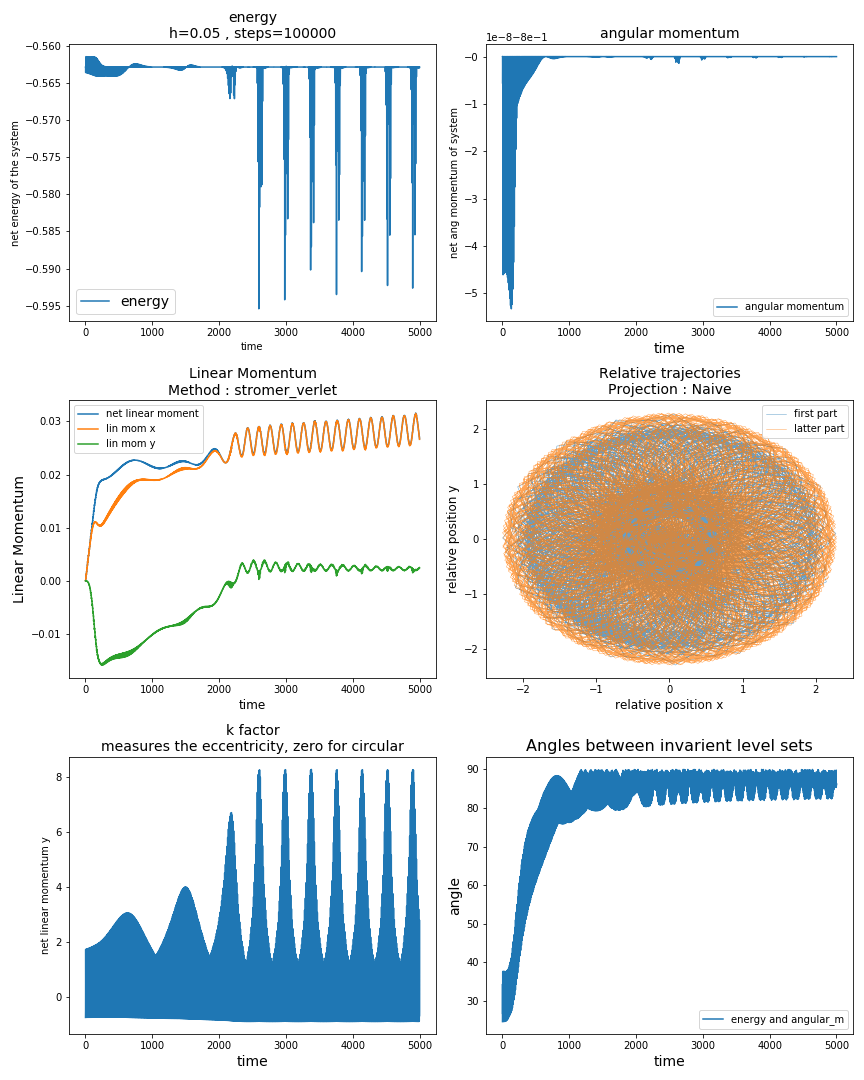 energy
h=0.05 , steps=100000
−0.560
−0.565
−0.570
−0.575
−0.580
−0.585
−0.590
−0.595
net energy of the system
energy
0
1000
2000
3000
4000
5000
time
angular momentum
1e−8−8e−1
−0
−1
−2
−3
−4
−5
net ang momentum of system
angular momentum
0
1000
2000
3000
4000
5000
time
Linear Momentum
Method : stromer_verlet
0.03
0.02
0.01
0.00
−0.01
Linear Momentum
net linear moment
lin mom x
lin mom y
0
1000
2000
3000
4000
5000
time
Relative trajectories
Projection : Naive
2
1
0
−1
−2
relative position y
first part
latter part
−2
−1
0
1
2
relative position x
k factor
measures the eccentricity, zero for circular
8
6
4
2
0
net linear momentum y
0
1000
2000
3000
4000
5000
time
Angles between invarient level sets
90
80
70
60
50
40
30
angle
energy and angular_m
0
1000
2000
3000
4000
5000
time